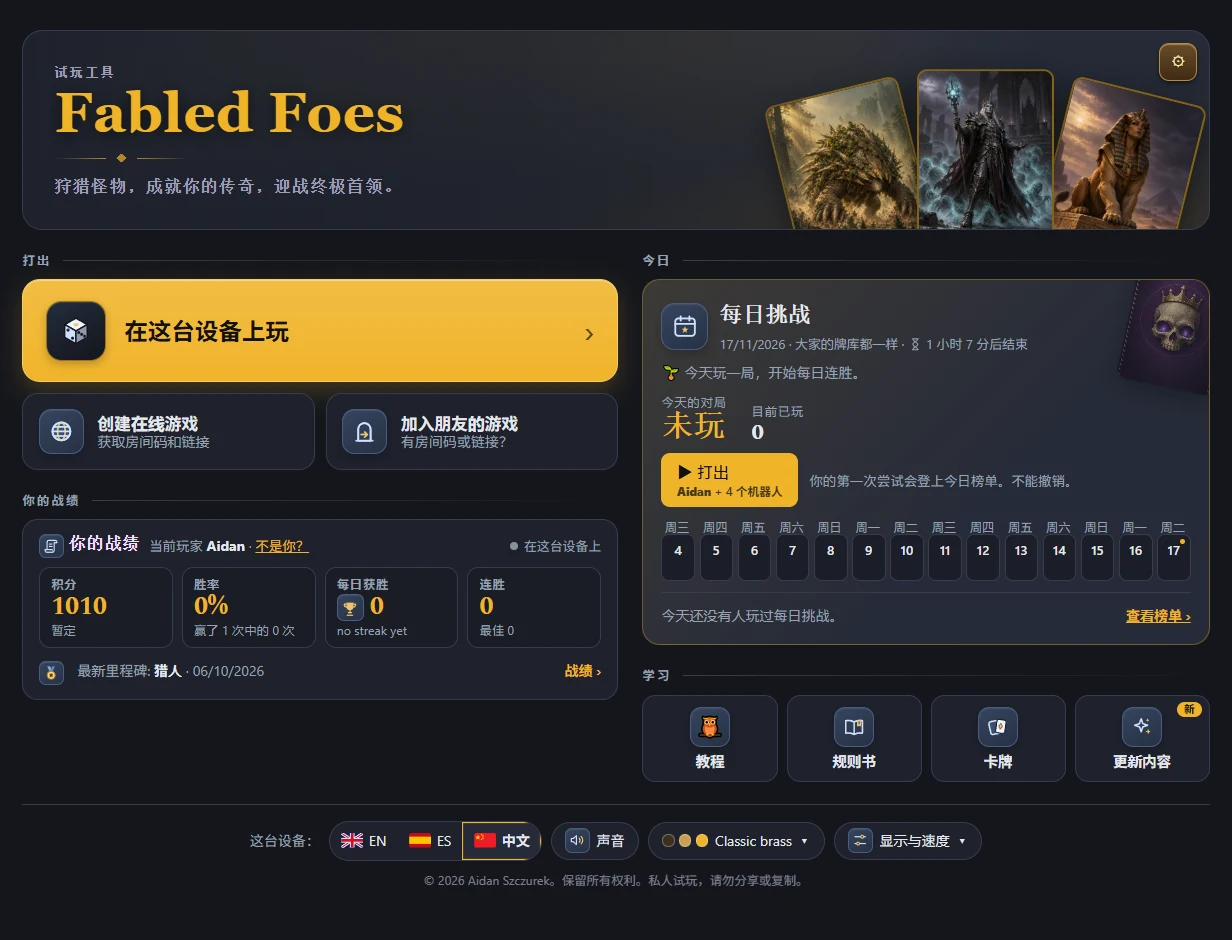 试玩工具
Fabled Foes
狩猎怪物，成就你的传奇，迎战终极首领。
打出
在这台设备上玩 ›
创建在线游戏
获取房间码和链接
加入朋友的游戏
有房间码或链接？
你的战绩
你的战绩 当前玩家 Aidan · 不是你？
在这台设备上
积分
1010
暂定
胜率
0%
赢了 1 次中的 0 次
每日获胜
0
no streak yet
连胜
0
最佳 0
最新里程碑: 猎人 · 06/10/2026
战绩 ›
今日
每日挑战
17/11/2026 · 大家的牌库都一样 · ⏳ 1 小时 7 分后结束
今天玩一局，开始每日连胜。
今天的对局
未玩
目前已玩
0
▶ 打出
Aidan + 4 个机器人
你的第一次尝试会登上今日榜单。不能撤销。
周三 周四 周五 周六 周日 周一 周二 周三 周四 周五 周六 周日 周一 周二
4 5 6 7 8 9 10 11 12 13 14 15 16 17
今天还没有人玩过每日挑战。
查看榜单 ›
学习
教程
规则书
卡牌
新
更新内容
这台设备： EN ES 中文 声音 Classic brass ▾ 显示与速度 ▾
© 2026 Aidan Szczurek。保留所有权利。私人试玩，请勿分享或复制。